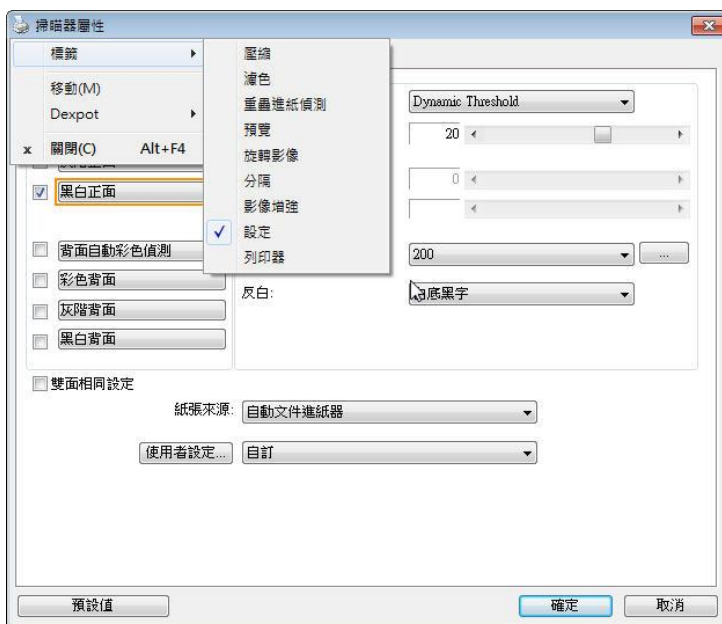 掃瞄器屬性
標籤
移動(M)
Dexpot
x 關閉(C) Alt+F4
壓縮
濾色
重疊進紙偵測
預覽
旋轉影像
分隔
影像增強
設定
列印器
Dynamic Threshold
20
黑白正面
0
背面自動彩色偵測
200
...
彩色背面
反白:
底黑字
灰階背面
黑白背面
雙面相同設定
紙張來源:
自動文件進紙器
使用者設定...
自訂
預設值
確定
取消